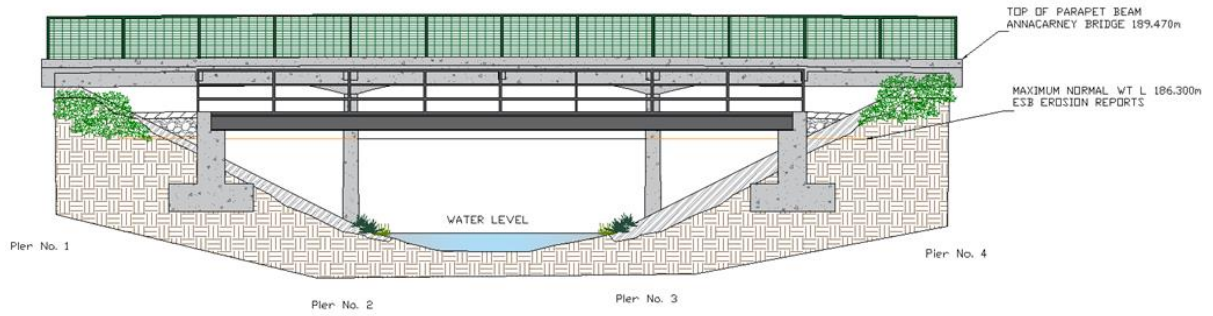 TOP OF PARAPET BEAM
ANNACARNEY BRIDGE 189.470m
MAXIMUM NORMAL WT L 186.300m
ESB EROSION REPORTS
WATER LEVEL
Pier No. 1
Pier No. 4
Pier No. 2
Pier No. 3